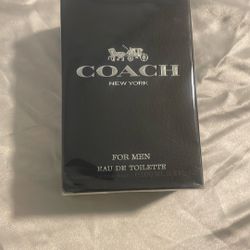 COACH
NEW YORK
FOR MEN
EAU DE TOILETTE